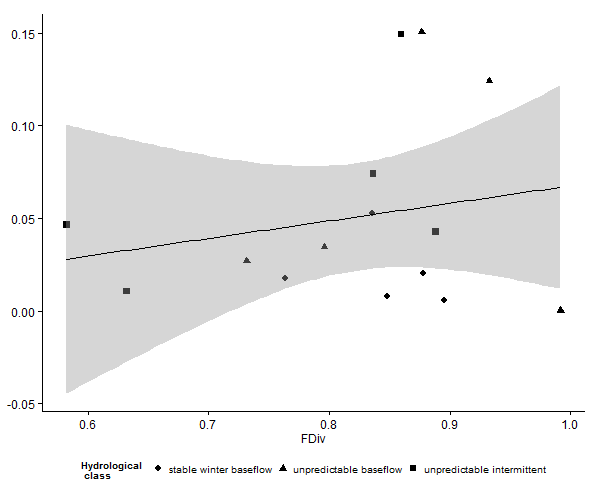 0.15
0.10
0.05
0.00
-0.05
0.6 0.7 0.8 0.9 1.0
FDiv
Hydrological
class
stable winter baseflow unpredictable baseflow unpredictable intermittent